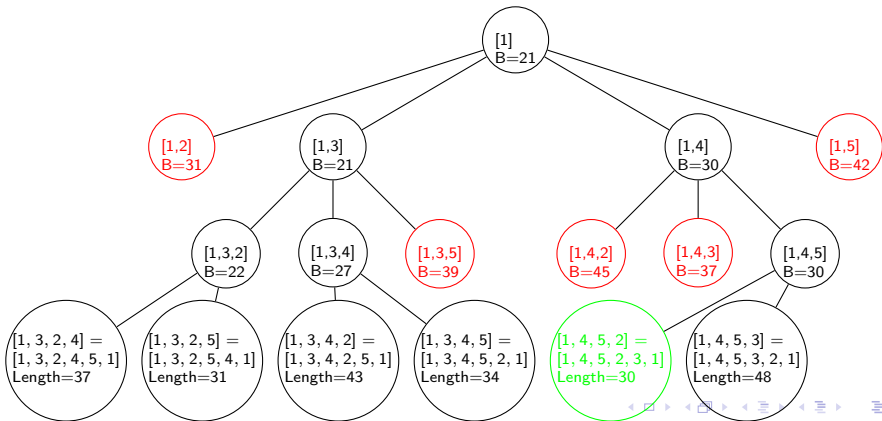 [1]
B=21
[1,2]
B=31
[1,3]
B=21
[1,4]
B=30
[1,5]
B=42
[1,3,2]
B=22
[1,3,4]
B=27
[1,3,5]
B=39
[1,4,2]
B=45
[1,4,3]
B=37
[1,4,5]
B=30
[1, 3, 2, 4] =
[1, 3, 2, 4, 5, 1]
Length=37
[1, 3, 2, 5] =
[1, 3, 2, 5, 4, 1]
Length=31
[1, 3, 4, 2] =
[1, 3, 4, 2, 5, 1]
Length=43
[1, 3, 4, 5] =
[1, 3, 4, 5, 2, 1]
Length=34
[1, 4, 5, 2] =
[1, 4, 5, 2, 3, 1]
Length=30
[1, 4, 5, 3] =
[1, 4, 5, 3, 2, 1]
Length=48